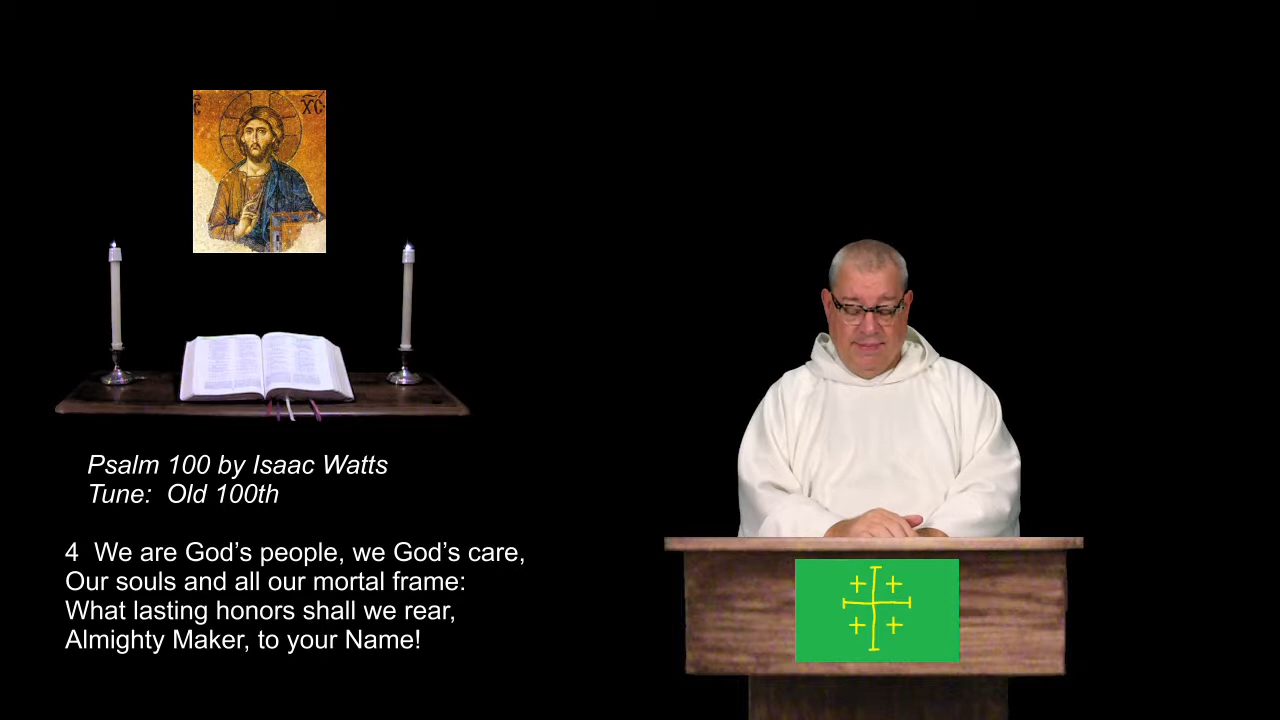 XC
Psalm 100 by Isaac Watts
Tune:  Old 100th
4  We are God’s people, we God’s care,
Our souls and all our mortal frame:
What lasting honors shall we rear,
Almighty Maker, to your Name!